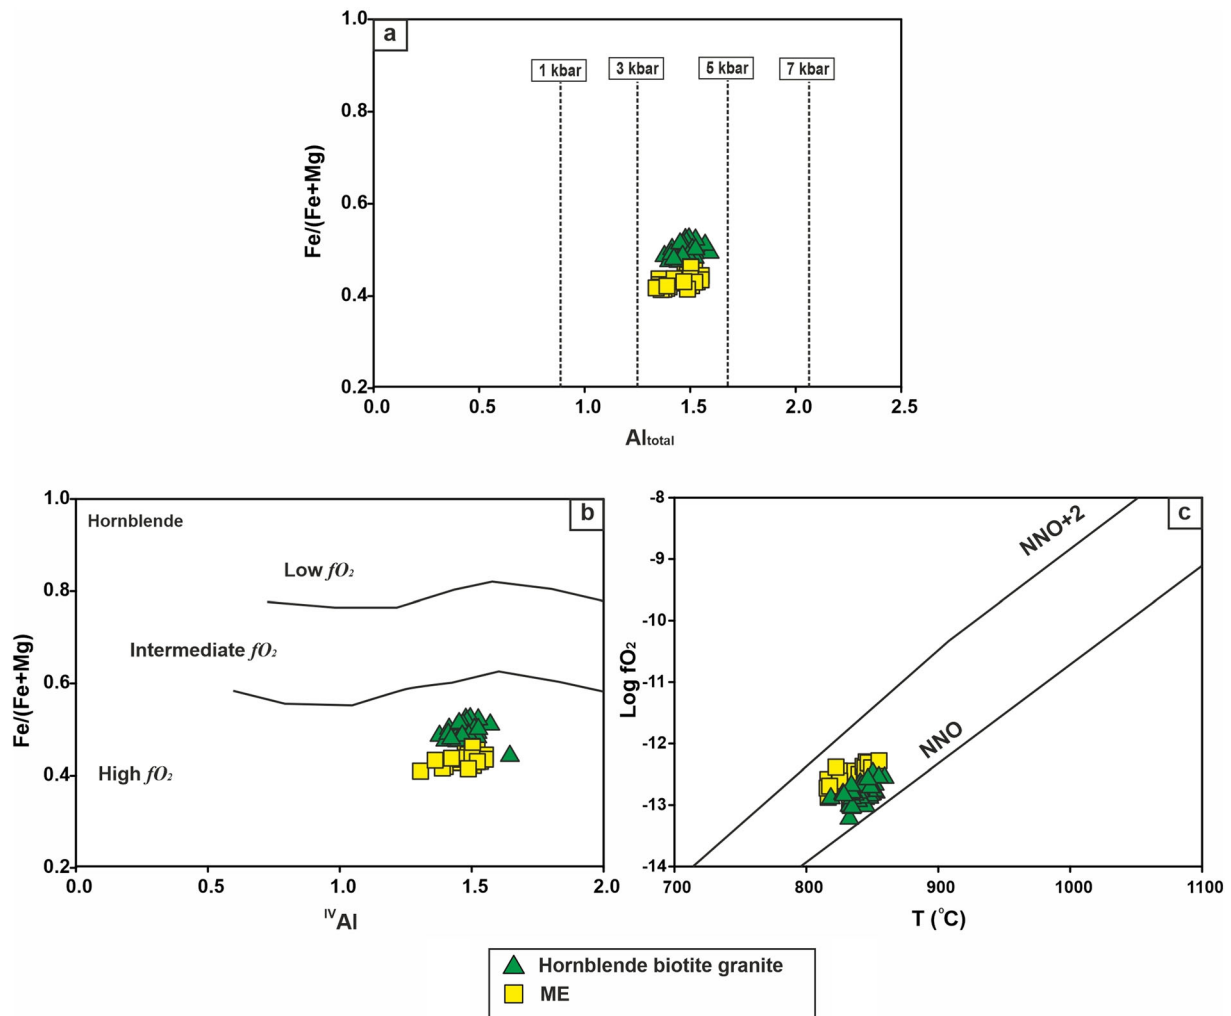 a
1.0
0.8
0.6
0.4
0.2
Fe/(Fe+Mg)
1 kbar
3 kbar
5 kbar
7 kbar
0.0
0.5
1.0
1.5
2.0
2.5
Altotal
b
Hornblende
1.0
0.8
0.6
0.4
0.2
Fe/(Fe+Mg)
Low fO2
Intermediate fO2
High fO2
0.0
0.5
1.0
1.5
2.0
IVAl
c
-8
-9
-10
-11
-12
-13
-14
Log fO2
NNO+2
NNO
700
800
900
1000
1100
T (°C)
Hornblende biotite granite
ME